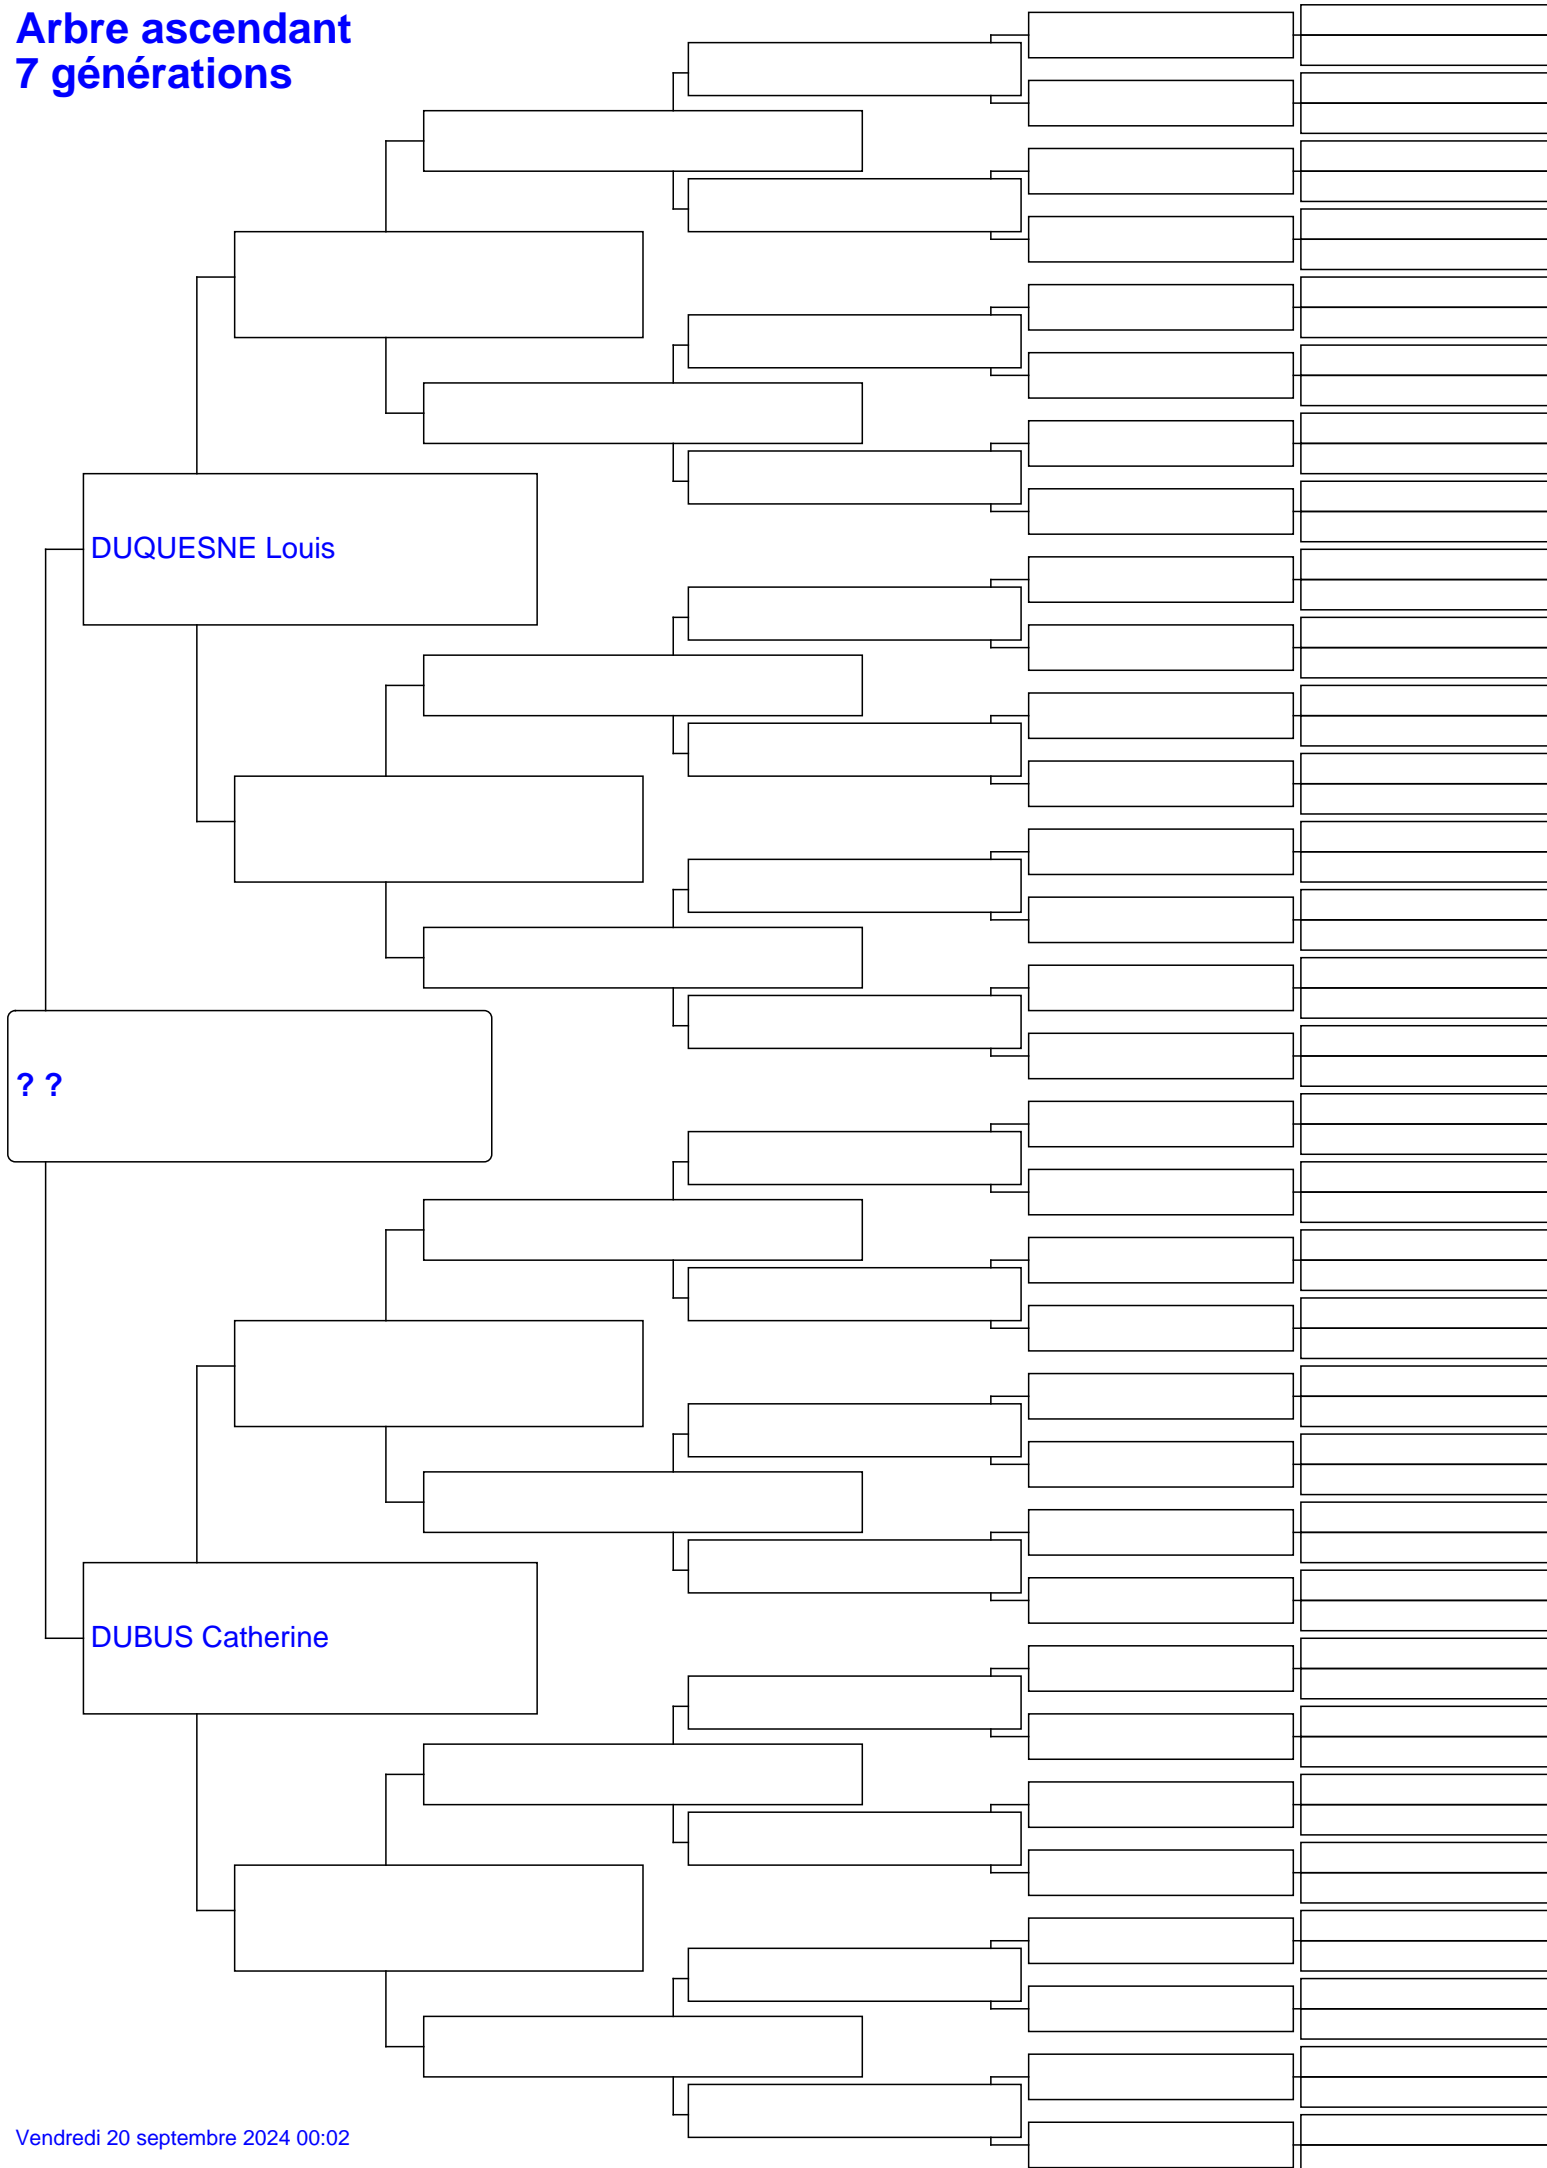 Arbre ascendant
7 générations
DUQUESNE Louis
? ?
DUBUS Catherine
Vendredi 20 septembre 2024 00:02